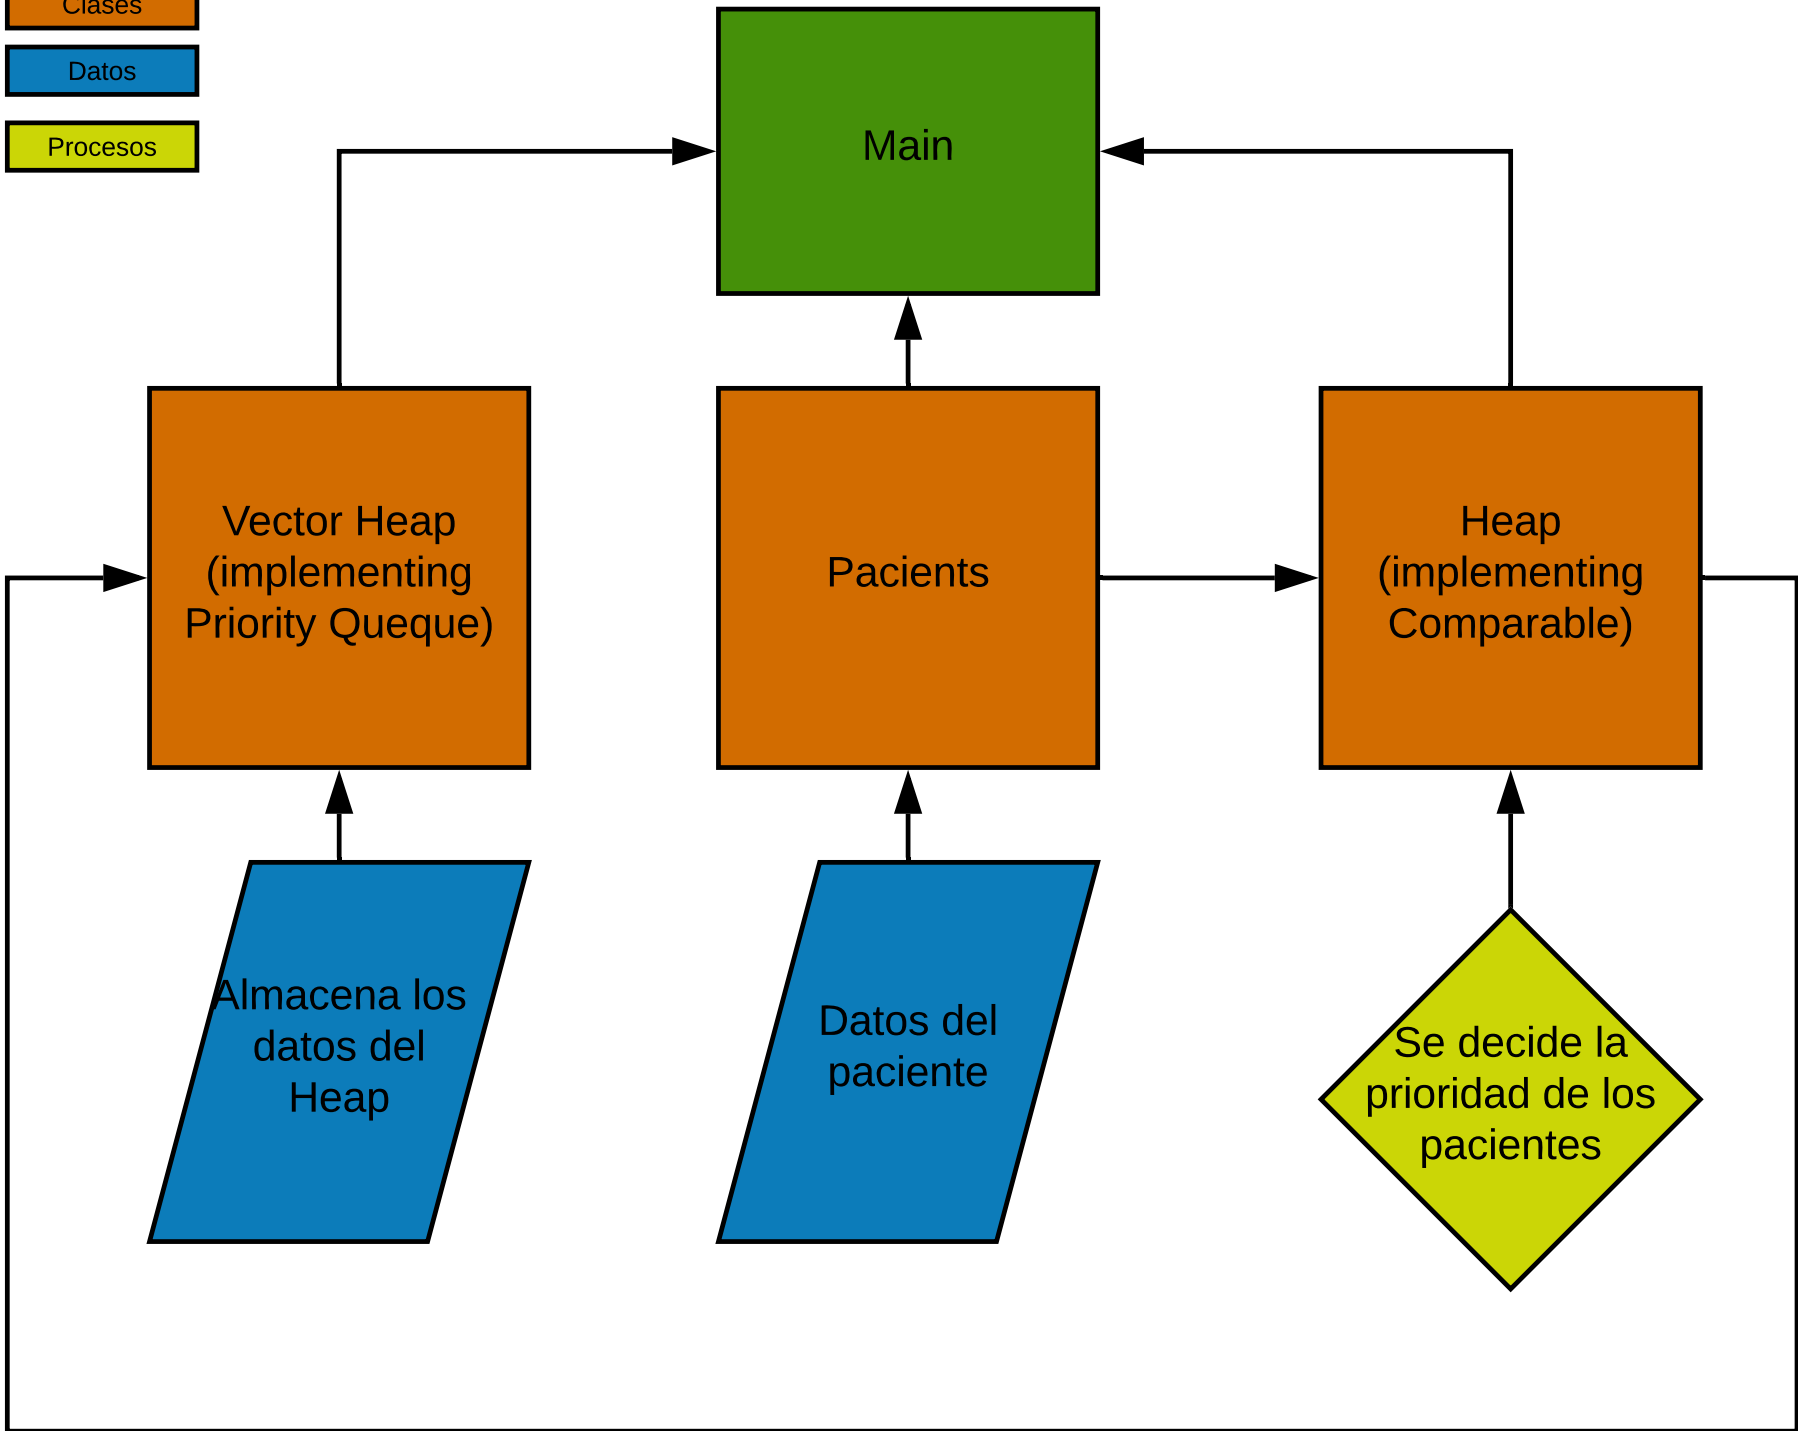 Clases
Datos
Procesos
Main
Vector Heap
(implementing
Priority Queque)
Pacients
Heap
(implementing
Comparable)
Almacena los
datos del
Heap
Datos del
paciente
Se decide la
prioridad de los
pacientes